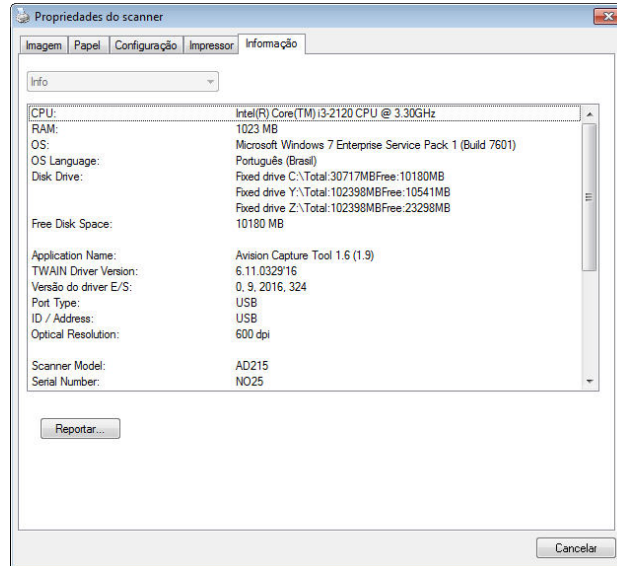 Propriedades do scanner
Imagem Papel Configuração Impressor Informação
Info
CPU: Intel(R) Core(TM) i3-2120 CPU @ 3.30GHz
RAM: 1023 MB
OS: Microsoft Windows 7 Enterprise Service Pack 1 (Build 7601)
OS Language: Português (Brasil)
Disk Drive: Fixed drive C:\Total:30717MBFree:10180MB
Fixed drive Y:\Total:102398MBFree:10541MB
Fixed drive Z:\Total:102398MBFree:23298MB
Free Disk Space: 10180 MB
Application Name: Avision Capture Tool 1.6 (1.9)
TWAIN Driver Version: 6.11.0329'16
Versão do driver E/S: 0, 9, 2016, 324
Port Type: USB
ID / Address: USB
Optical Resolution: 600 dpi
Scanner Model: AD215
Serial Number: NO25
Reportar...
Cancelar